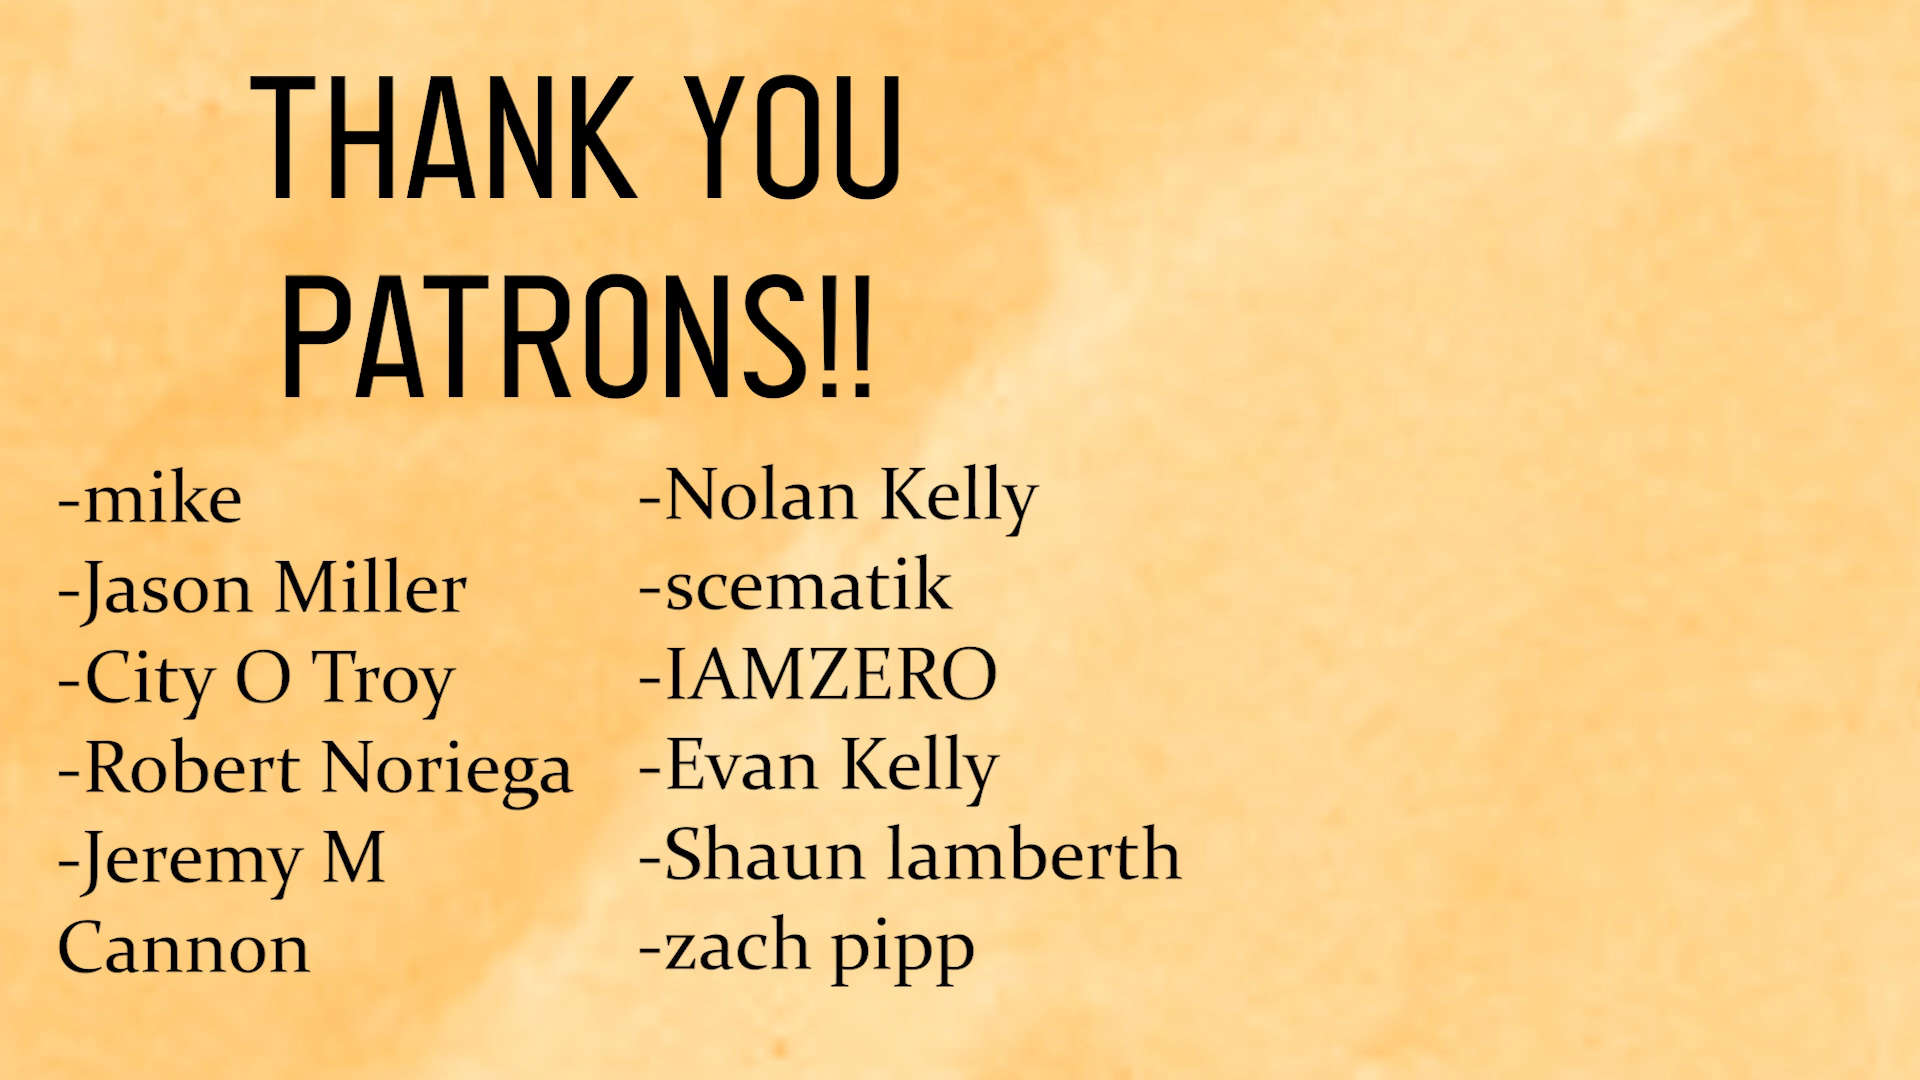 THANK YOU
PATRONS!!
-mike
-Jason Miller
-City O Troy
-Robert Noriega
-Jeremy M
Cannon
-Nolan Kelly
-scematik
-IAMZERO
-Evan Kelly
-Shaun lamberth
-zach pipp